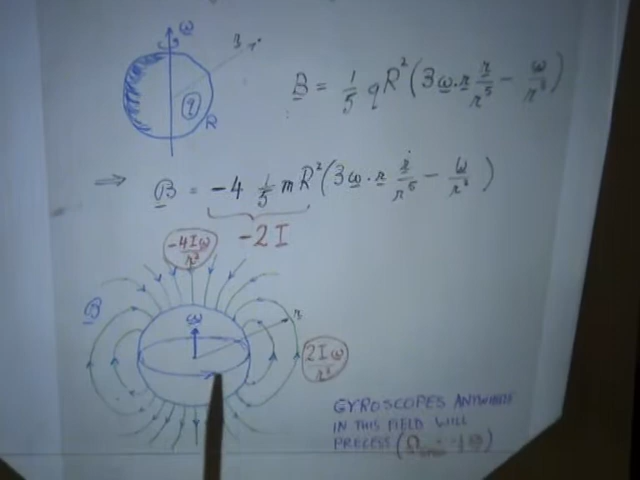 ω
r
q
R
B = 1/5 qR²(3ω·r r/r⁵ − ω/r³)
⇒ B = −4 1/5 mR²(3ω·r r/r⁵ − ω/r³)
−2I
−4Iω/r³
B
ω
r
2Iω/r³
GYROSCOPES ANYWHERE
IN THIS FIELD WILL
PRECESS